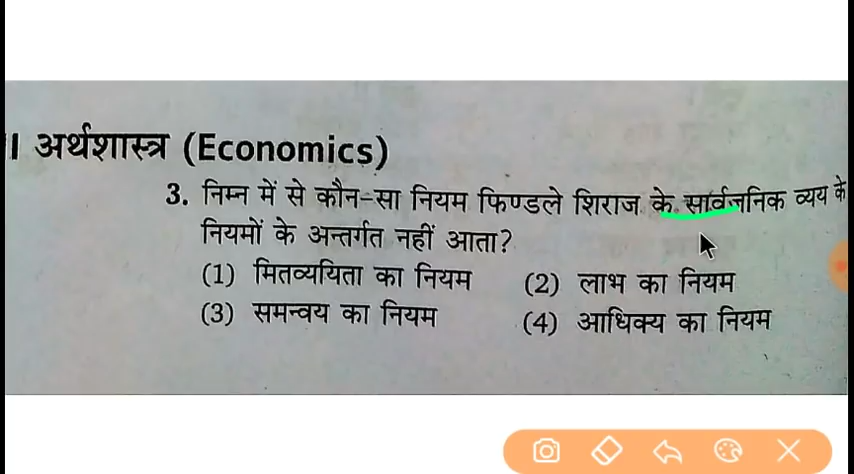 । अर्थशास्त्र (Economics)
3. निम्न में से कौन-सा नियम फिण्डले शिराज के सार्वजननिक व्यय के
नियमों के अन्तर्गत नहीं आता?
(1) मितव्ययिता का नियम (2) लाभ का नियम
(3) समन्वय का नियम (4) आधिक्य का नियम